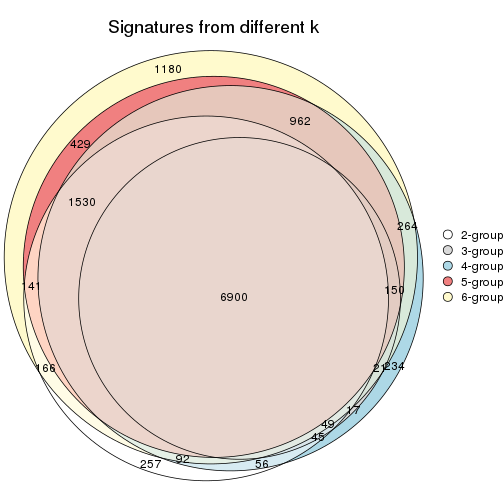 Signatures from different k
1180
962
429
1530
264
2-group
3-group
4-group
5-group
6-group
141
150
6900
166
21
234
17
49
45
257
92
56